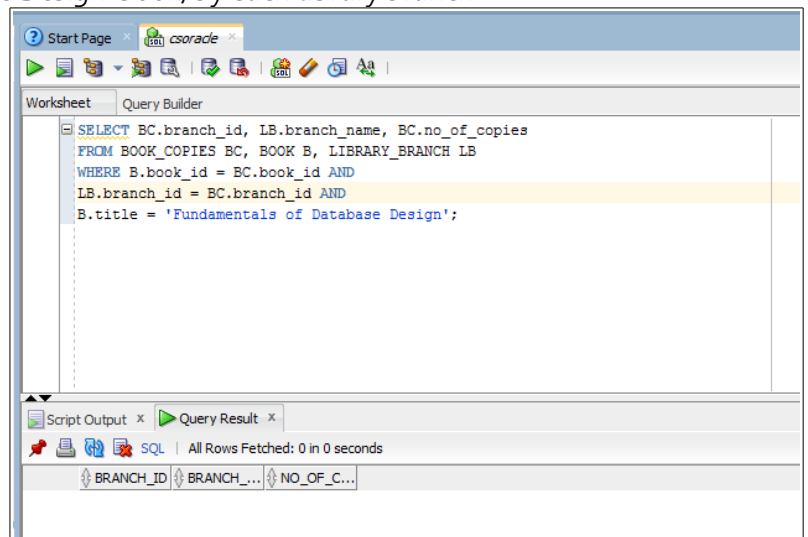 Start Page
csoracle
Worksheet Query Builder
SELECT BC.branch_id, LB.branch_name, BC.no_of_copies
FROM BOOK_COPIES BC, BOOK B, LIBRARY_BRANCH LB
WHERE B.book_id = BC.book_id AND
LB.branch_id = BC.branch_id AND
B.title = 'Fundamentals of Database Design';
Script Output x Query Result x
SQL | All Rows Fetched: 0 in 0 seconds
BRANCH_ID BRANCH_... NO_OF_C...